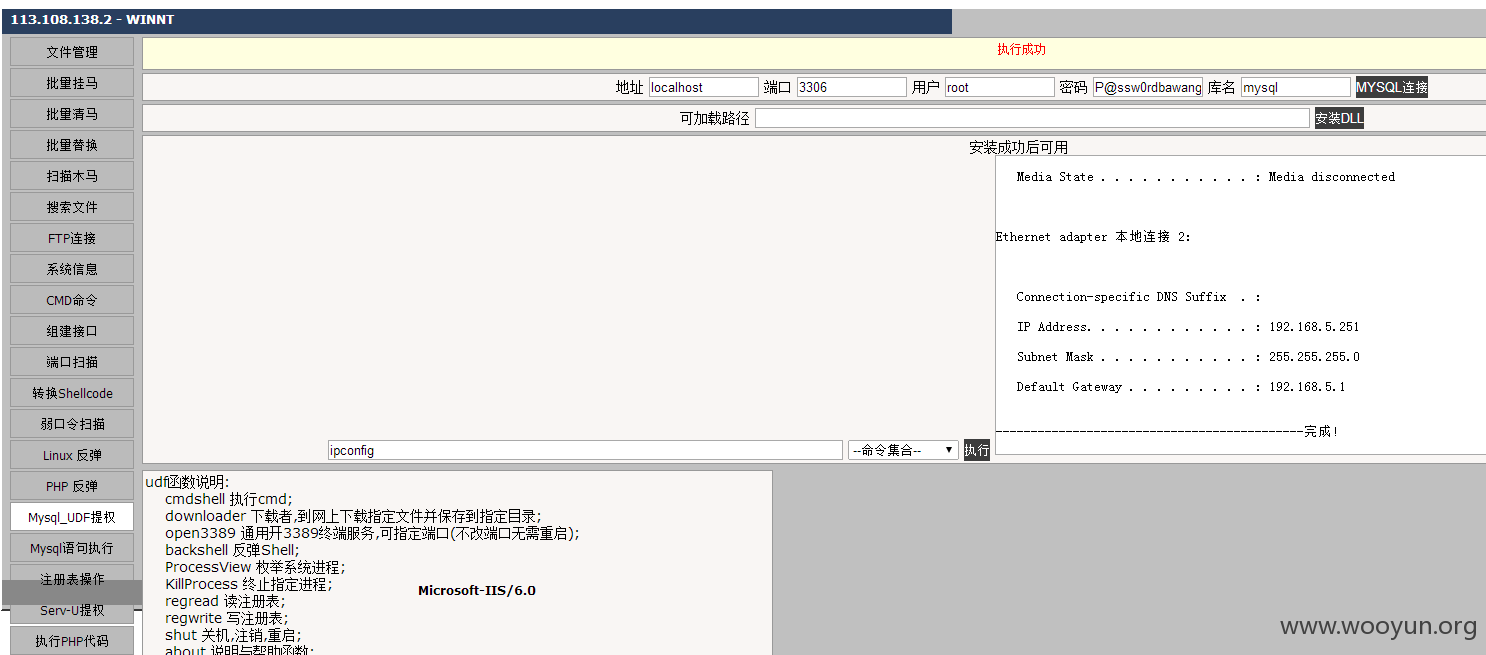 113.108.138.2 - WINNT
执行成功
文件管理
批量挂马
批量清马
批量替换
扫描木马
搜索文件
FTP连接
系统信息
CMD命令
组建接口
端口扫描
转换Shellcode
弱口令扫描
Linux 反弹
PHP 反弹
Mysql_UDF提权
Mysql语句执行
注册表操作
Serv-U提权
执行PHP代码
地址 localhost 端口 3306 用户 root 密码 P@ssw0rdbawang 库名 mysql MYSQL连接
可加载路径 安装DLL
安装成功后可用
Media State . . . . . . . . . . . : Media disconnected
Ethernet adapter 本地连接 2:
Connection-specific DNS Suffix . :
IP Address. . . . . . . . . . . . : 192.168.5.251
Subnet Mask . . . . . . . . . . . : 255.255.255.0
Default Gateway . . . . . . . . . : 192.168.5.1
--------------------------------------------完成!
ipconfig --命令集合-- 执行
udf函数说明:
cmdshell 执行cmd;
downloader 下载者,到网上下载指定文件并保存到指定目录;
open3389 通用开3389终端服务,可指定端口(不改端口无需重启);
backshell 反弹Shell;
ProcessView 枚举系统进程;
KillProcess 终止指定进程;
regread 读注册表;
regwrite 写注册表;
shut 关机,注销,重启;
about 说明与帮助函数;
Microsoft-IIS/6.0
www.wooyun.org